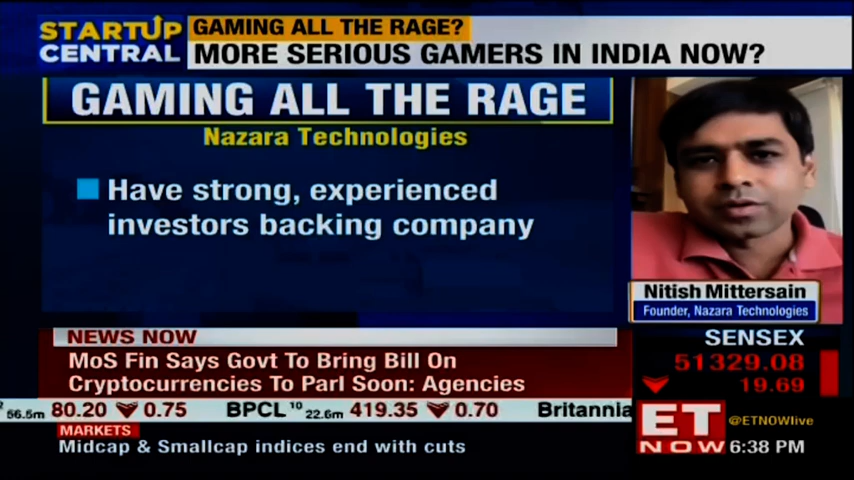 STARTUP
CENTRAL
GAMING ALL THE RAGE?
MORE SERIOUS GAMERS IN INDIA NOW?
GAMING ALL THE RAGE
Nazara Technologies
Have strong, experienced
investors backing company
Nitish Mittersain
Founder, Nazara Technologies
NEWS NOW
MoS Fin Says Govt To Bring Bill On
Cryptocurrencies To Parl Soon: Agencies
SENSEX
51329.08
19.69
56.5m 80.20 0.75 BPCL 10 22.6m 419.35 0.70 Britannia
MARKETS
Midcap & Smallcap indices end with cuts
ET
NOW
@ETNOWlive
6:38 PM